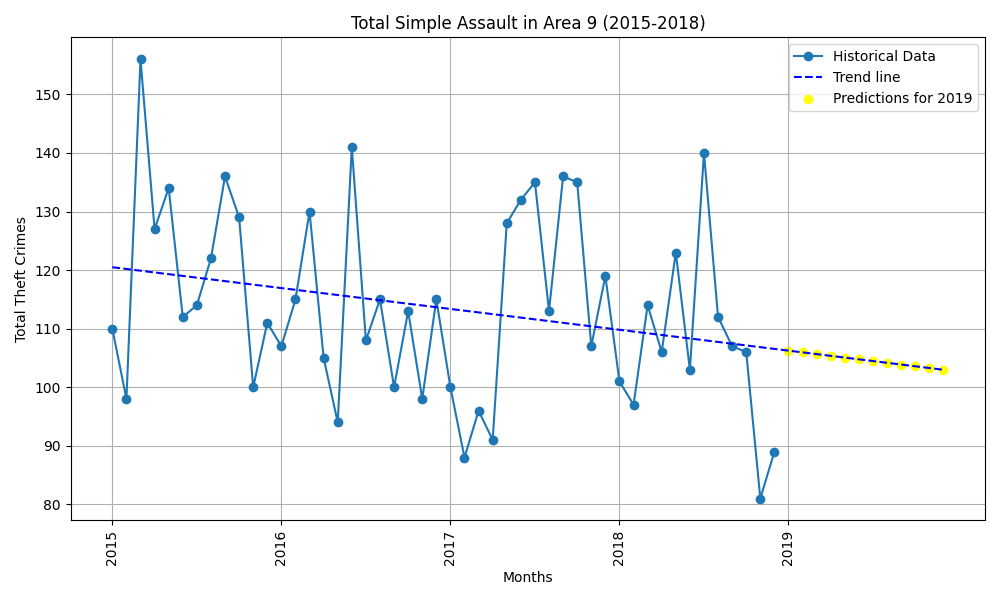 Total Simple Assault in Area 9 (2015-2018)
Historical Data
Trend line
Predictions for 2019
Total Theft Crimes
150
140
130
120
110
100
90
80
2015
2016
2017
2018
2019
Months